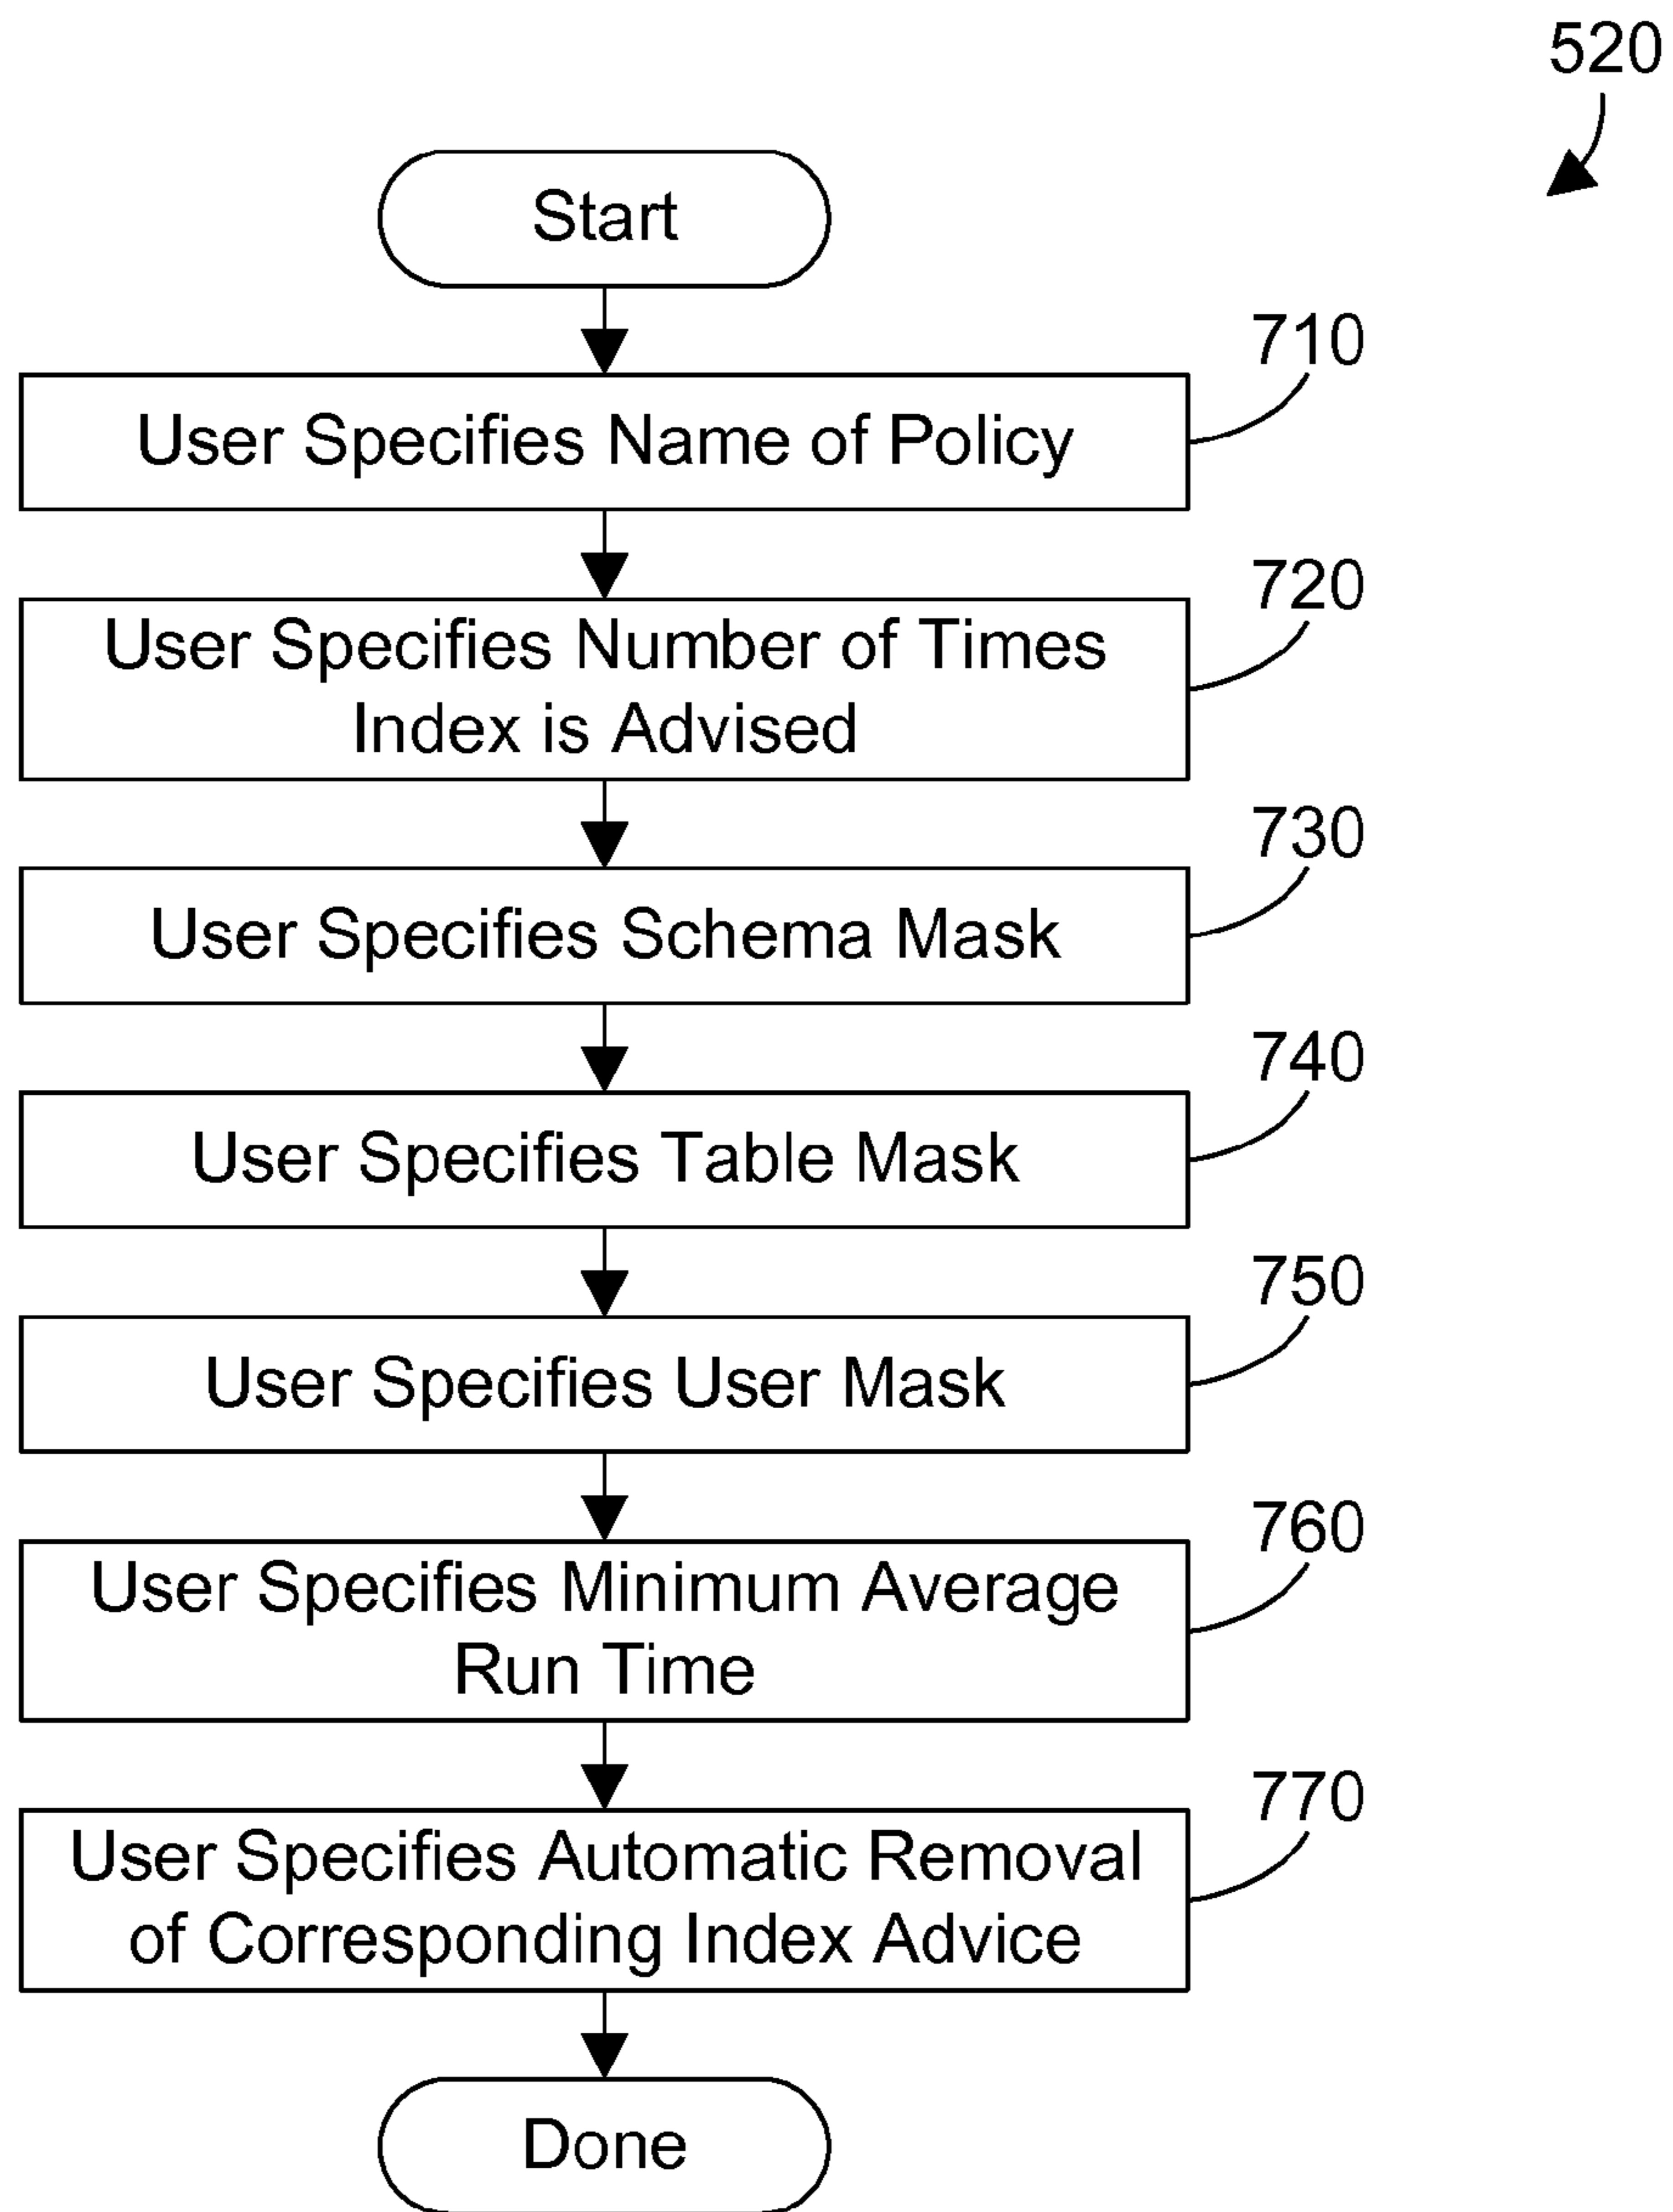 520
Start
710
User Specifies Name of Policy
720
User Specifies Number of Times
Index is Advised
730
User Specifies Schema Mask
740
User Specifies Table Mask
750
User Specifies User Mask
760
User Specifies Minimum Average
Run Time
770
User Specifies Automatic Removal
of Corresponding Index Advice
Done